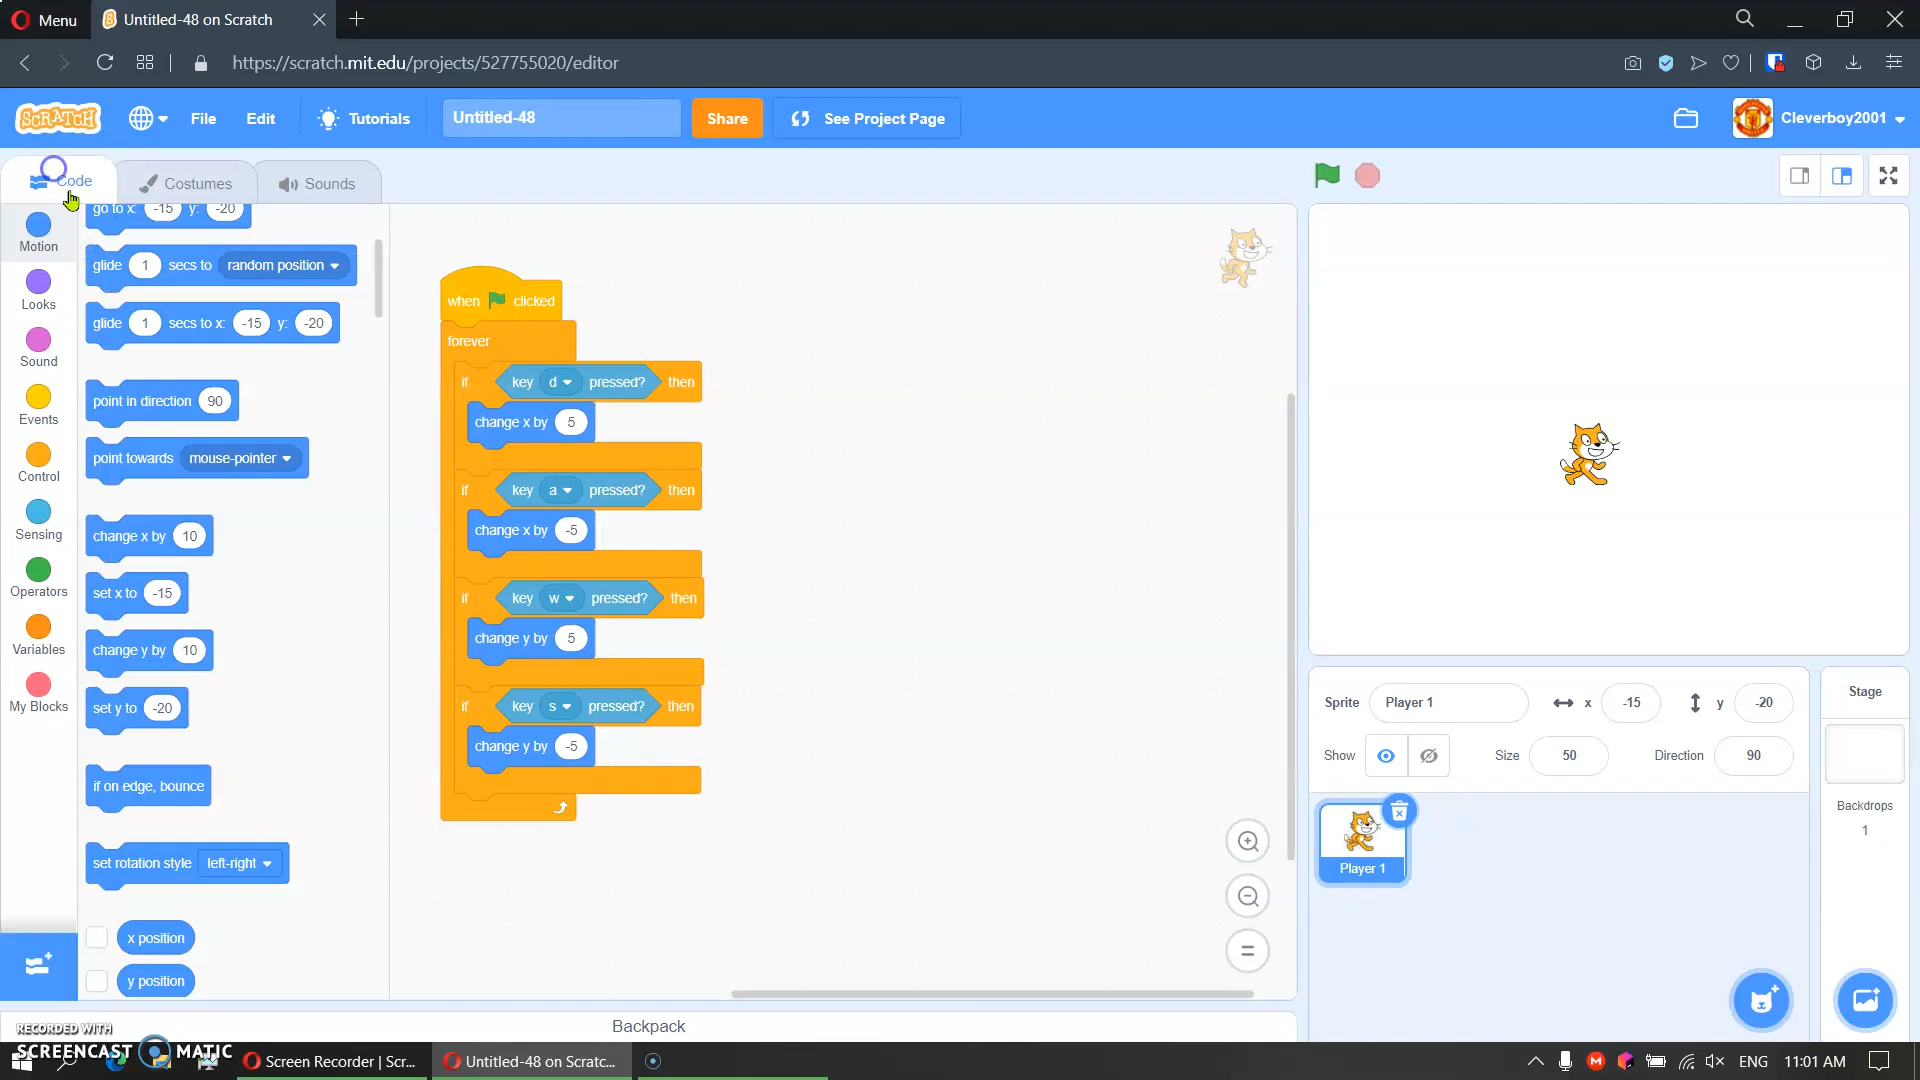 Menu
Untitled-48 on Scratch
https://scratch.mit.edu/projects/527755020/editor
SCRATCH
File
Edit
Tutorials
Untitled-48
Share
See Project Page
Cleverboy2001
Code
Costumes
Sounds
Motion
Looks
Sound
Events
Control
Sensing
Operators
Variables
My Blocks
go to x: -15 y: -20
glide 1 secs to random position
glide 1 secs to x: -15 y: -20
point in direction 90
point towards mouse-pointer
change x by 10
set x to -15
change y by 10
set y to -20
if on edge, bounce
set rotation style left-right
x position
y position
when clicked
forever
if key d pressed? then
change x by 5
if key a pressed? then
change x by -5
if key w pressed? then
change y by 5
if key s pressed? then
change y by -5
Sprite Player 1 x -15 y -20
Show Size 50 Direction 90
Player 1
Stage
Backdrops
1
Backpack
RECORDED WITH
SCREENCAST MATIC
Screen Recorder | Scr...
Untitled-48 on Scratc...
ENG
11:01 AM